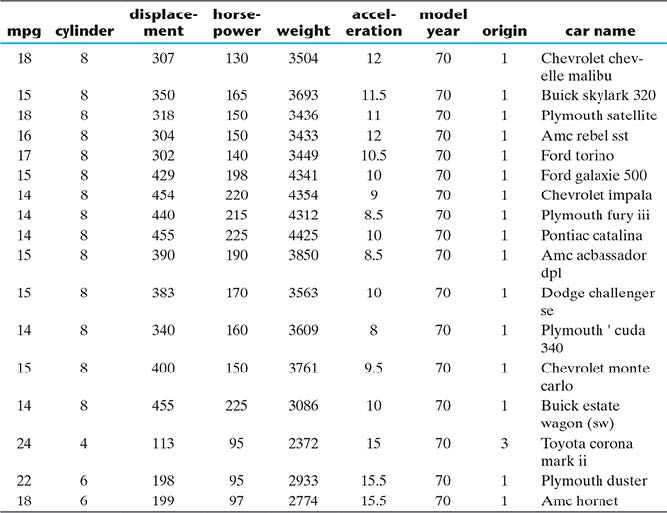 displace- horse- accel- model
mpg cylinder ment power weight eration year origin car name
18 8 307 130 3504 12 70 1 Chevrolet chev-
elle malibu
15 8 350 165 3693 11.5 70 1 Buick skylark 320
18 8 318 150 3436 11 70 1 Plymouth satellite
16 8 304 150 3433 12 70 1 Amc rebel sst
17 8 302 140 3449 10.5 70 1 Ford torino
15 8 429 198 4341 10 70 1 Ford galaxie 500
14 8 454 220 4354 9 70 1 Chevrolet impala
14 8 440 215 4312 8.5 70 1 Plymouth fury iii
14 8 455 225 4425 10 70 1 Pontiac catalina
15 8 390 190 3850 8.5 70 1 Amc acbassador
dpl
15 8 383 170 3563 10 70 1 Dodge challenger
se
14 8 340 160 3609 8 70 1 Plymouth ' cuda
340
15 8 400 150 3761 9.5 70 1 Chevrolet monte
carlo
14 8 455 225 3086 10 70 1 Buick estate
wagon (sw)
24 4 113 95 2372 15 70 3 Toyota corona
mark ii
22 6 198 95 2933 15.5 70 1 Plymouth duster
18 6 199 97 2774 15.5 70 1 Amc hornet